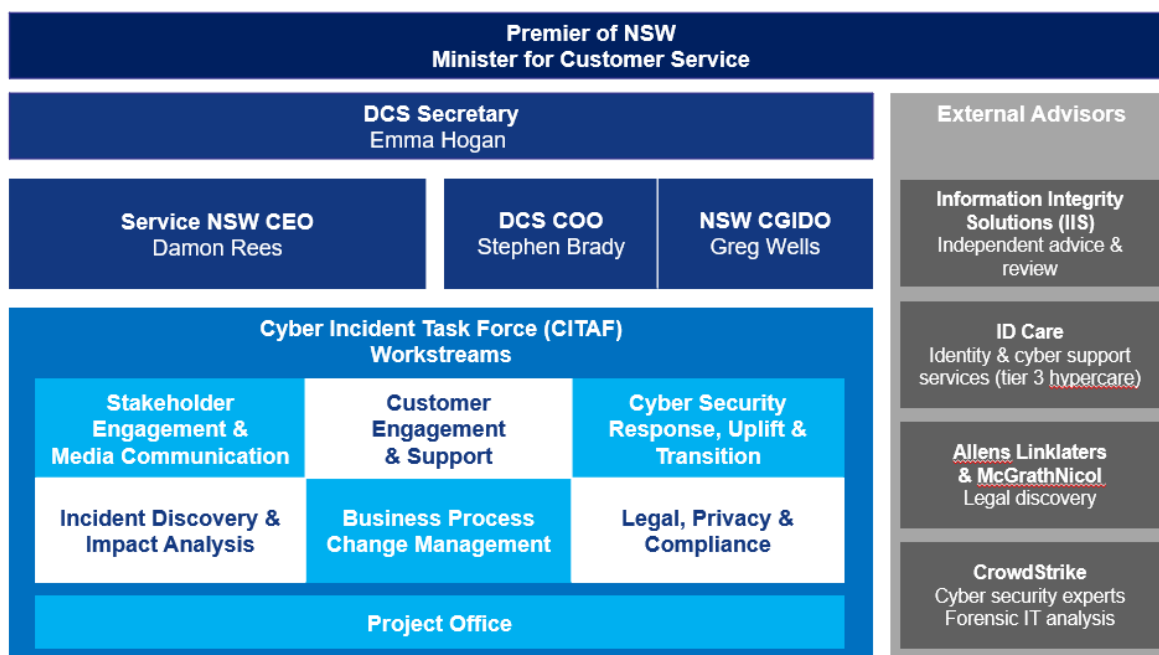 Premier of NSW
Minister for Customer Service
DCS Secretary
Emma Hogan
Service NSW CEO
Damon Rees
DCS COO
Stephen Brady
NSW CGIDO
Greg Wells
Cyber Incident Task Force (CITAF)
Workstreams
Stakeholder
Engagement &
Media Communication
Customer
Engagement
& Support
Cyber Security
Response, Uplift &
Transition
Incident Discovery &
Impact Analysis
Business Process
Change Management
Legal, Privacy &
Compliance
Project Office
External Advisors
Information Integrity
Solutions (IIS)
Independent advice &
review
ID Care
Identity & cyber support
services (tier 3 hypercare)
Allens Linklaters
& McGrathNicol
Legal discovery
CrowdStrike
Cyber security experts
Forensic IT analysis